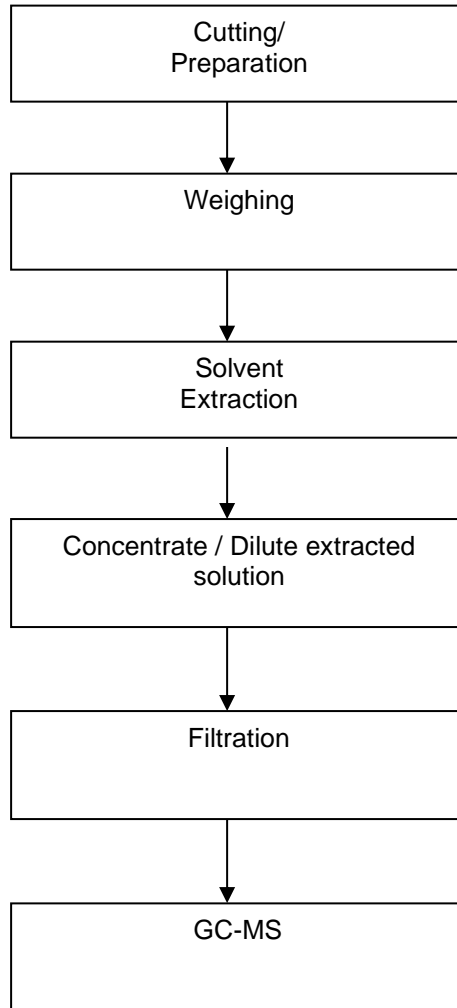 Cutting/
Preparation
Weighing
Solvent
Extraction
Concentrate / Dilute extracted
solution
Filtration
GC-MS